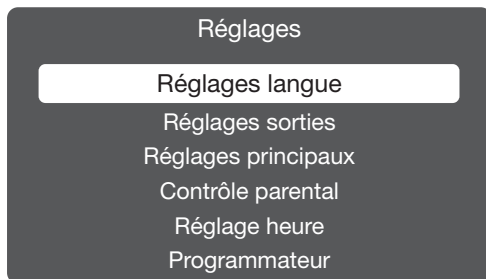 Réglages
Réglages langue
Réglages sorties
Réglages principaux
Contrôle parental
Réglage heure
Programmateur